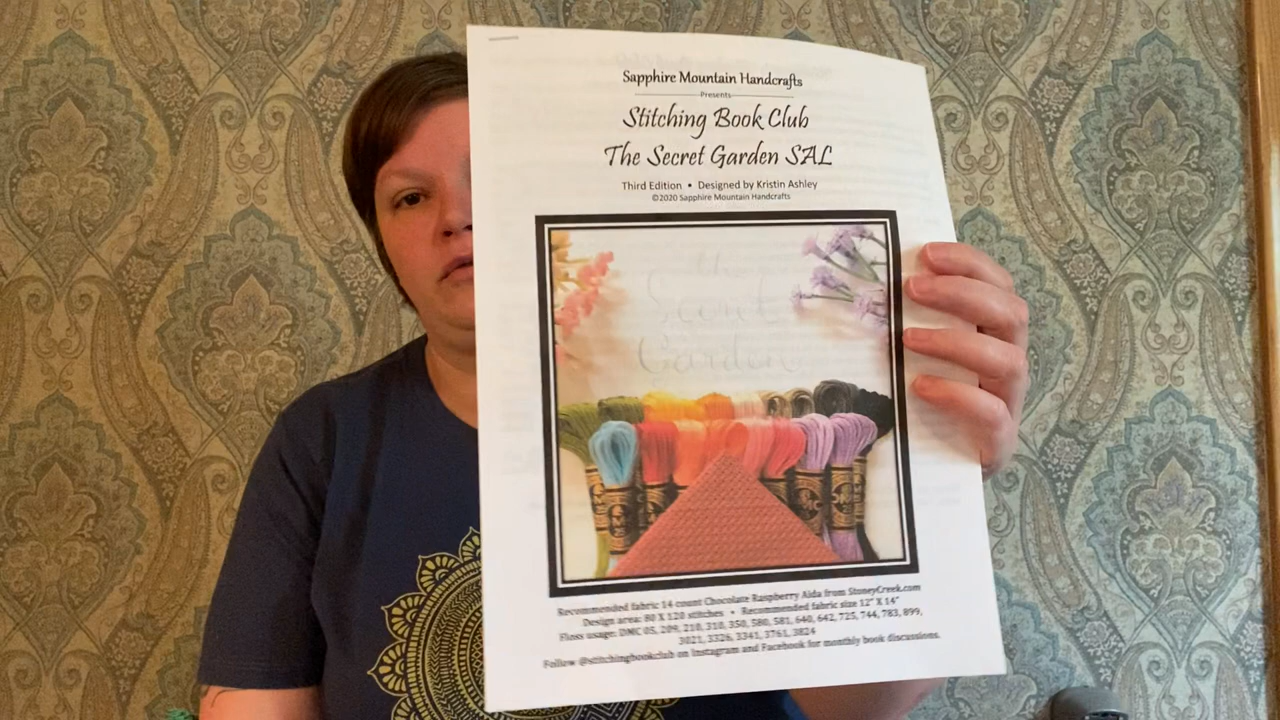 Sapphire Mountain Handcrafts
Presents
Stitching Book Club
The Secret Garden SAL
Third Edition • Designed by Kristin Ashley
©2020 Sapphire Mountain Handcrafts
the
Secret
Garden
Recommended fabric 14 count Chocolate Raspberry Aida from StoneyCreek.com
Design area: 80 X 120 stitches • Recommended fabric size 12" X 14"
Floss usage: DMC 05, 209, 210, 310, 350, 580, 581, 640, 642, 725, 744, 783, 899,
3021, 3326, 3341, 3761, 3824
Follow @stitchingbookclub on Instagram and Facebook for monthly book discussions.